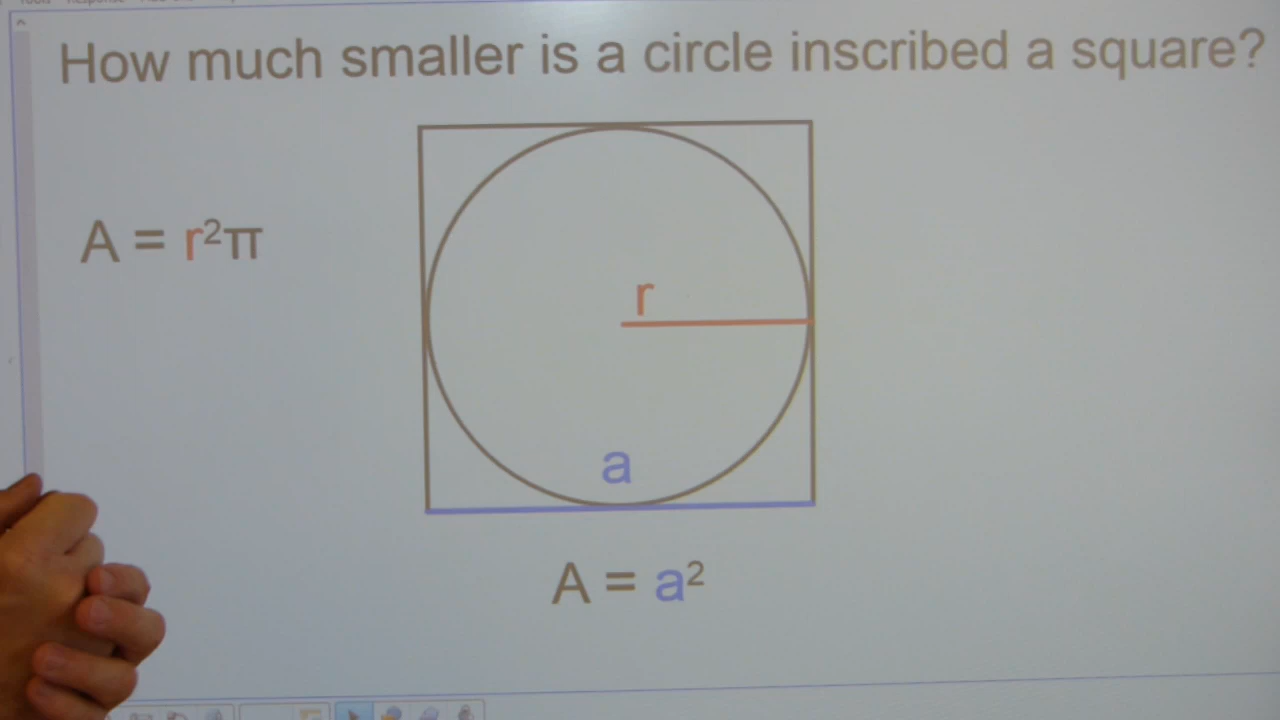 How much smaller is a circle inscribed a square?
A = r²π
r
a
A = a²